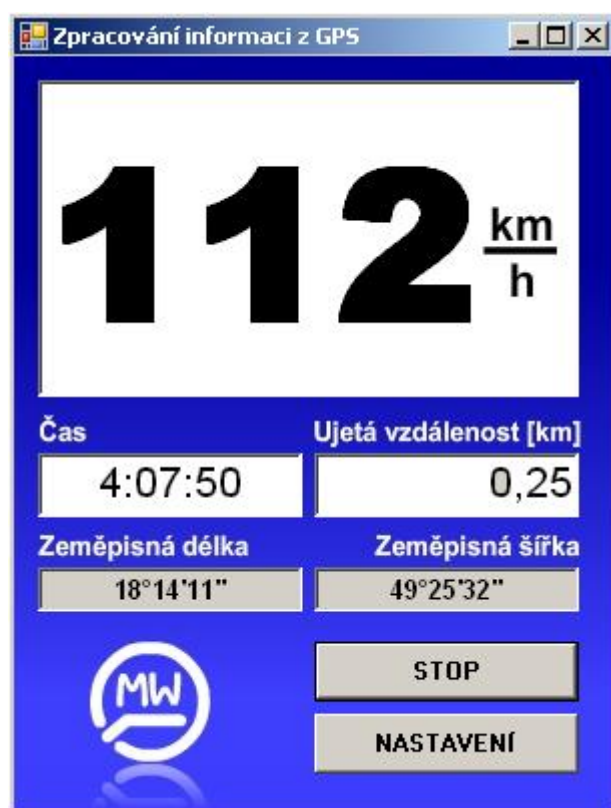 Zpracování informaci z GPS
112 km/h
Čas
Ujetá vzdálenost [km]
4:07:50
0,25
Zeměpisná délka
Zeměpisná šířka
18°14'11"
49°25'32"
MW
STOP
NASTAVENÍ